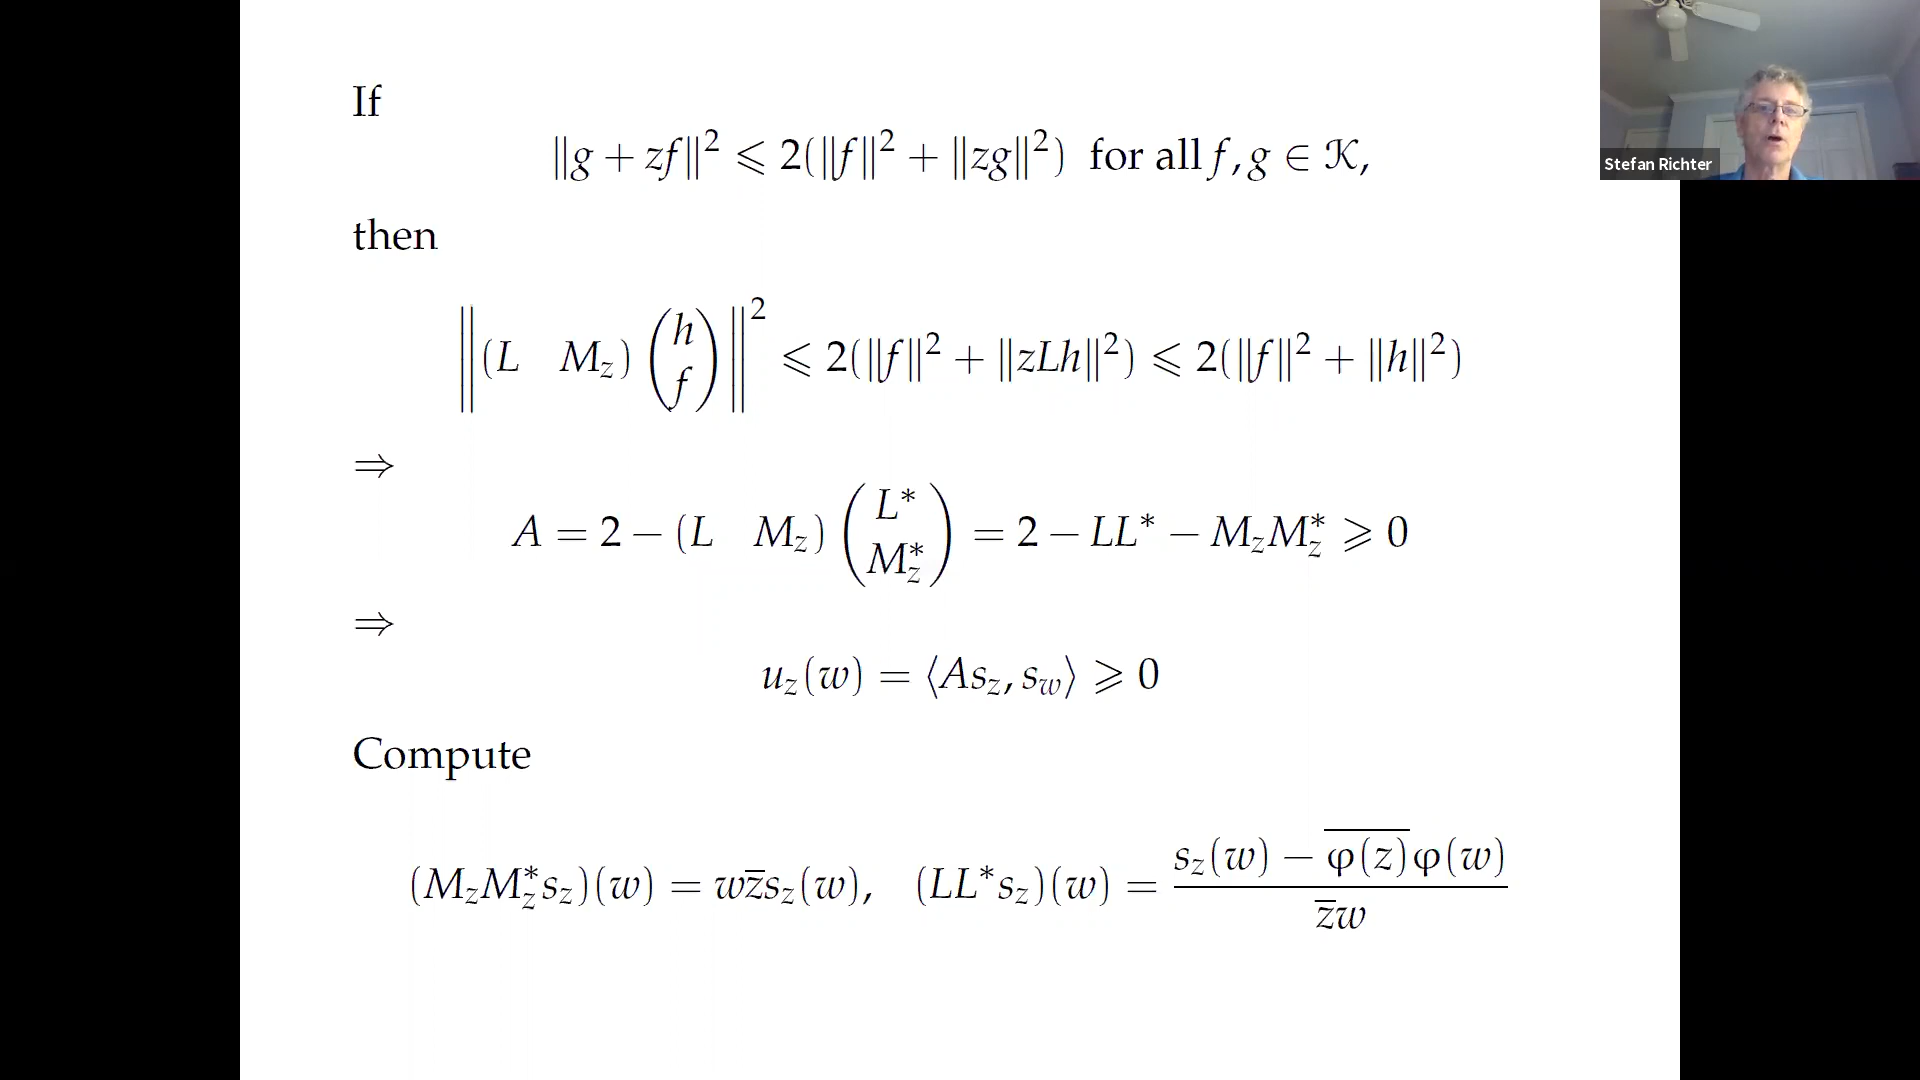 If
‖g + zf‖² ⩽ 2(‖f‖² + ‖zg‖²) for all f, g ∈ 𝒦,
Stefan Richter
then
‖(L M_z) (h f)‖² ⩽ 2(‖f‖² + ‖zLh‖²) ⩽ 2(‖f‖² + ‖h‖²)
⇒
A = 2 − (L M_z) (L* M_z*) = 2 − LL* − M_zM_z* ⩾ 0
⇒
u_z(w) = ⟨As_z, s_w⟩ ⩾ 0
Compute
(M_zM_z*s_z)(w) = wz̅s_z(w), (LL*s_z)(w) = \frac{s_z(w) − \overline{φ(z)}φ(w)}{z̅w}